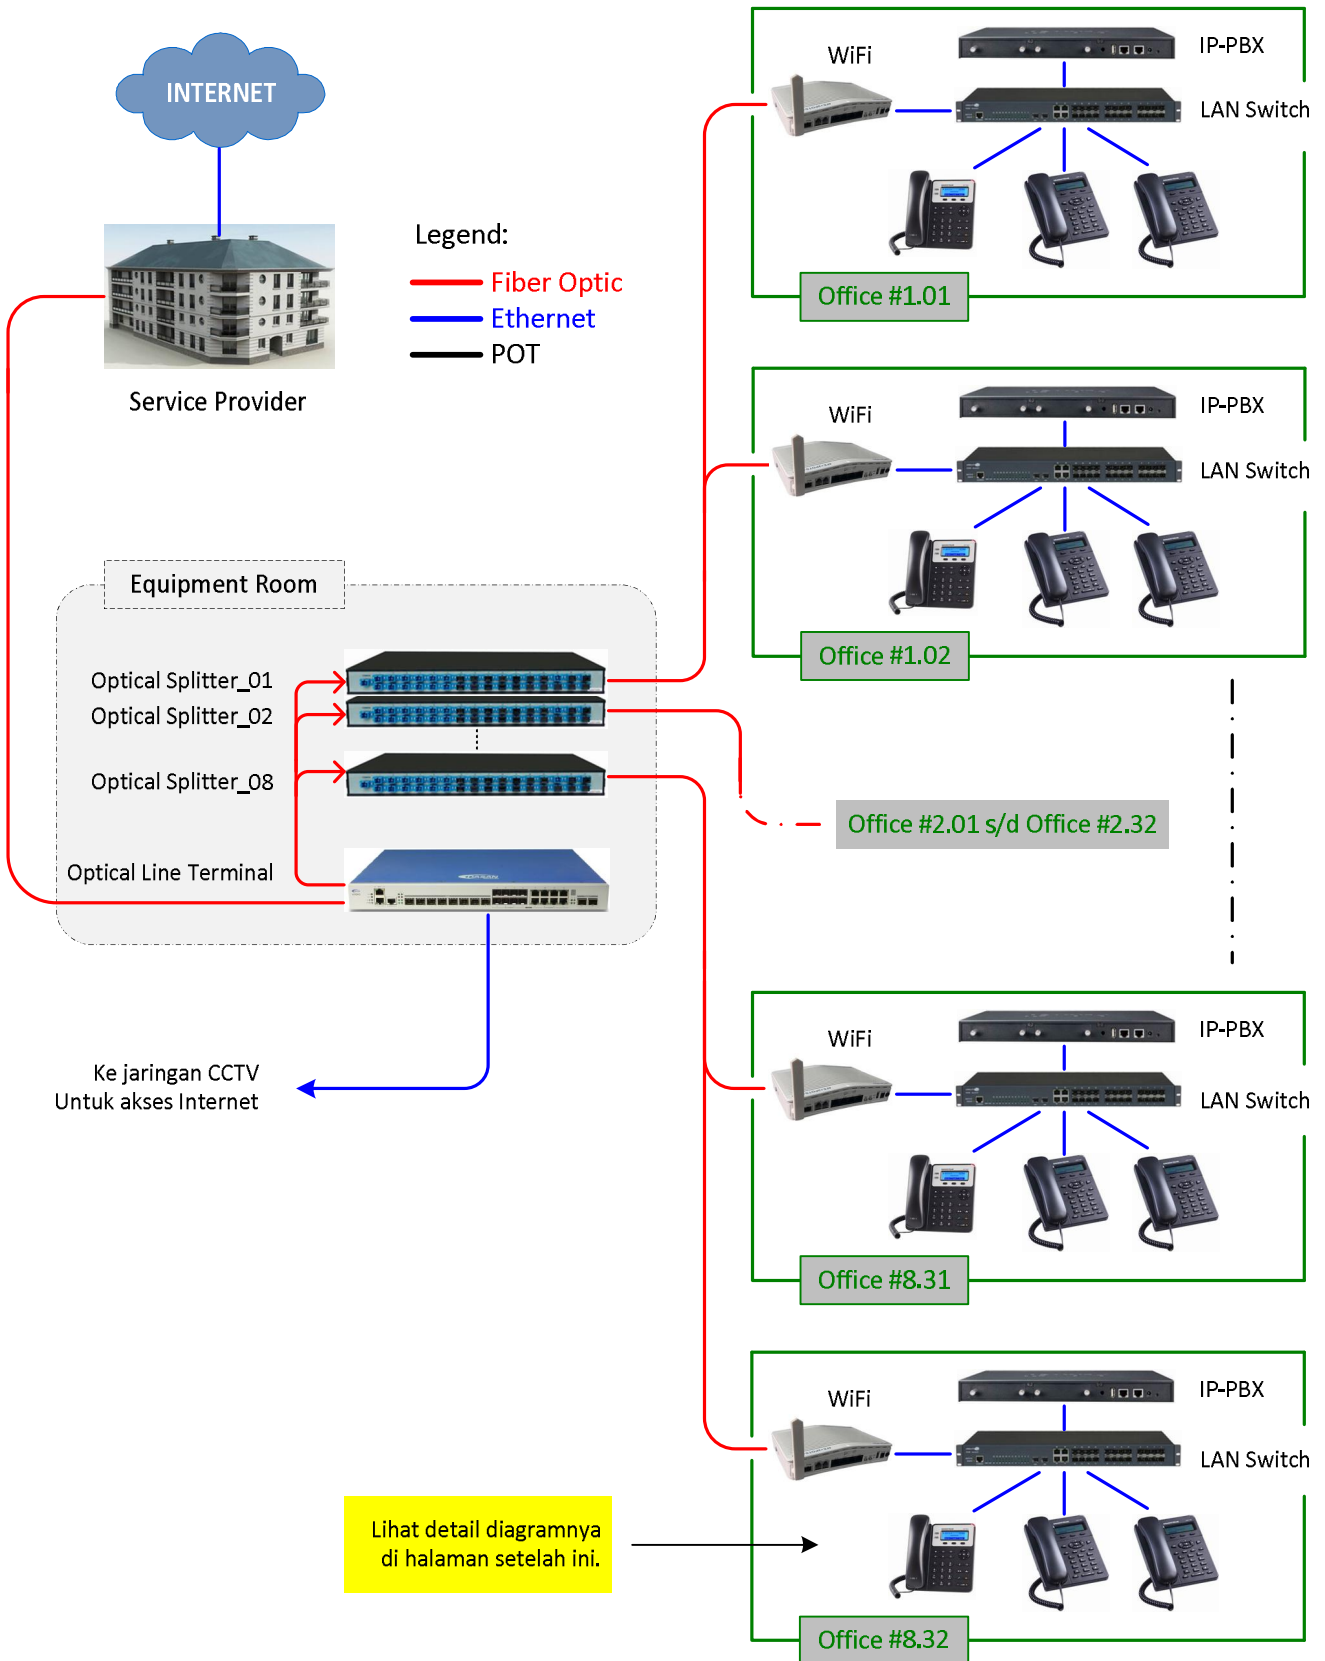 INTERNET
Service Provider
Legend:
Fiber Optic
Ethernet
POT
Equipment Room
Optical Splitter_01
Optical Splitter_02
Optical Splitter_08
Optical Line Terminal
Ke jaringan CCTV
Untuk akses Internet
WiFi
IP-PBX
LAN Switch
Office #1.01
WiFi
IP-PBX
LAN Switch
Office #1.02
Office #2.01 s/d Office #2.32
WiFi
IP-PBX
LAN Switch
Office #8.31
WiFi
IP-PBX
LAN Switch
Office #8.32
Lihat detail diagramnya
di halaman setelah ini.